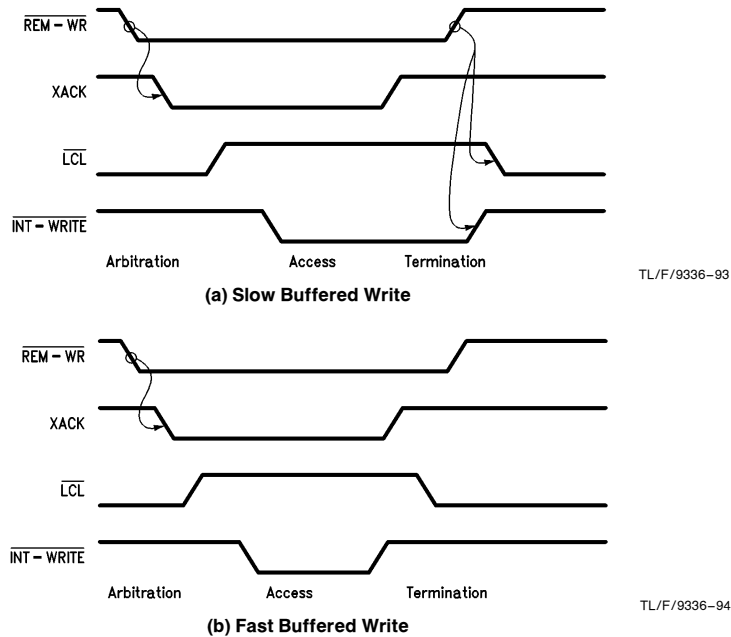 REM-WR
XACK
LCL
INT-WRITE
Arbitration Access Termination
TL/F/9336-93
(a) Slow Buffered Write
REM-WR
XACK
LCL
INT-WRITE
Arbitration Access Termination
TL/F/9336-94
(b) Fast Buffered Write